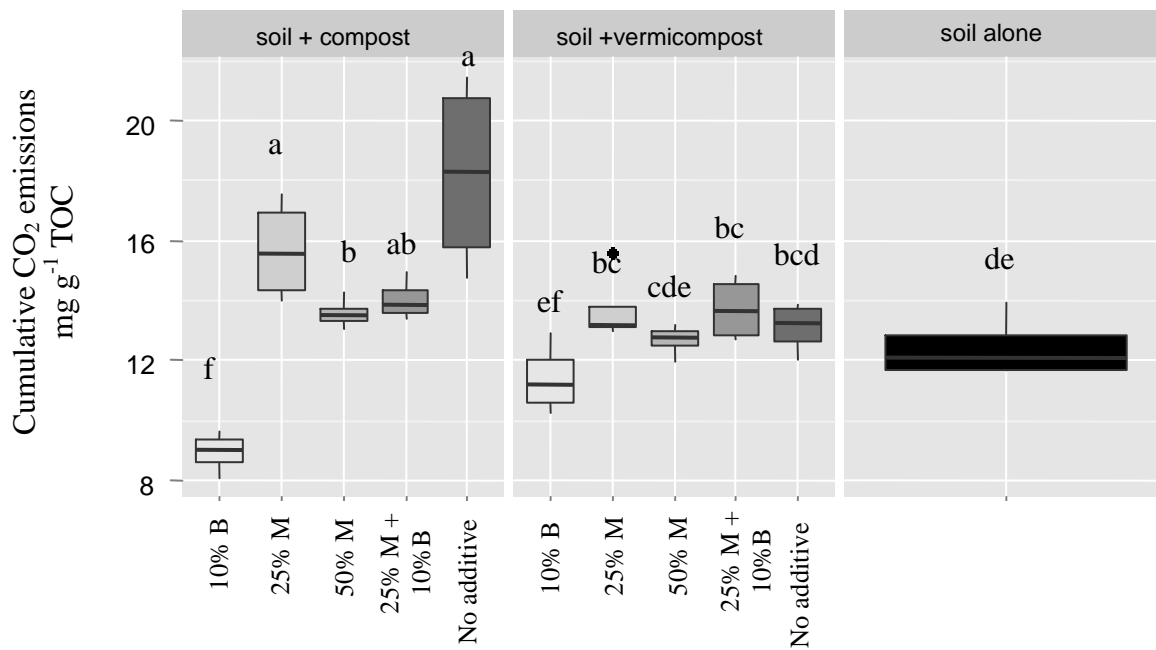 soil + compost
soil +vermicompost
soil alone
Cumulative CO₂ emissions
mg g⁻¹ TOC
20
16
12
8
a
a
b
ab
f
bc
bc
bcd
cde
ef
de
10% B
25% M
50% M
25% M +
10%B
No additive
10% B
25% M
50% M
25% M +
10%B
No additive